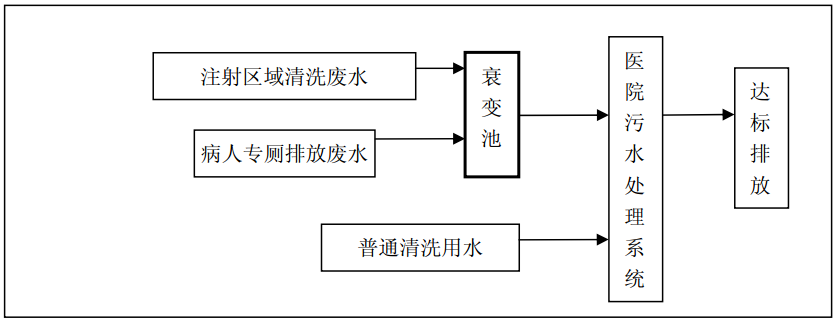 注射区域清洗废水
病人专厕排放废水
衰变池
普通清洗用水
医院污水处理系统
达标排放